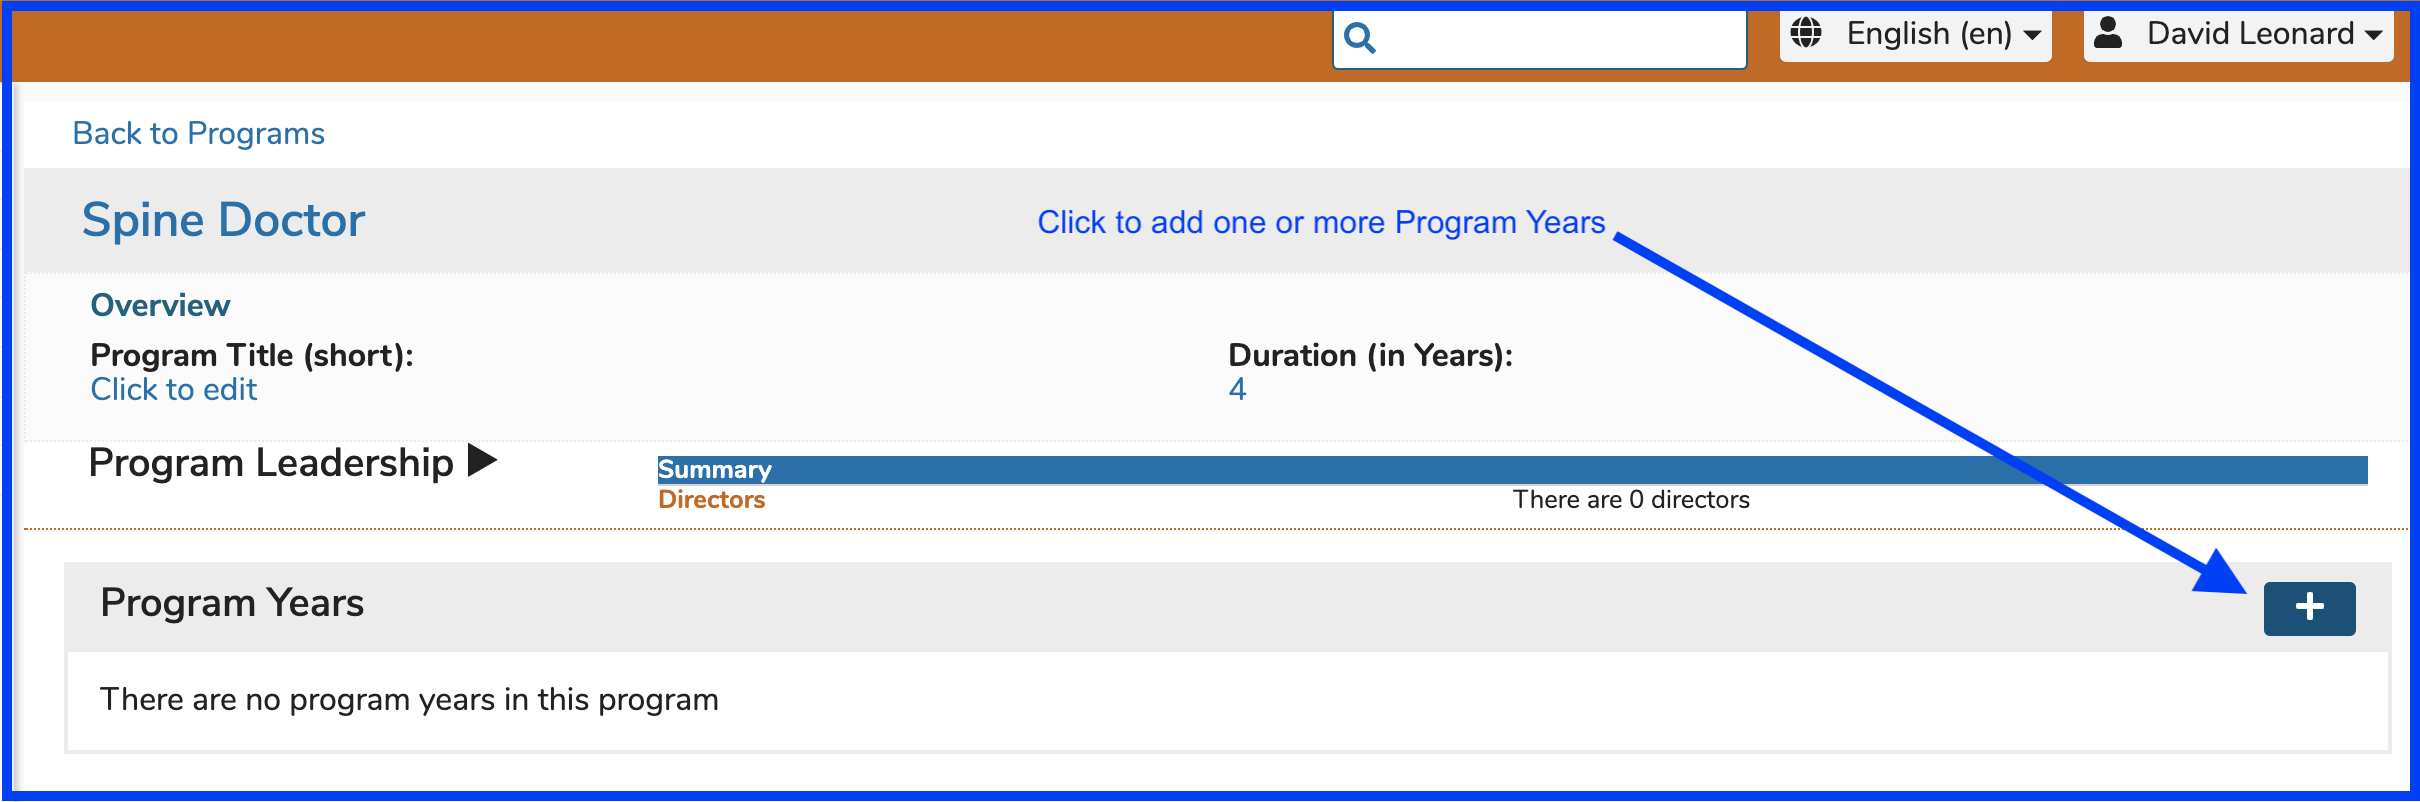 English (en)
David Leonard
Back to Programs
Spine Doctor
Click to add one or more Program Years
Overview
Program Title (short):
Click to edit
Duration (in Years):
4
Program Leadership
Summary
Directors
There are 0 directors
Program Years
There are no program years in this program